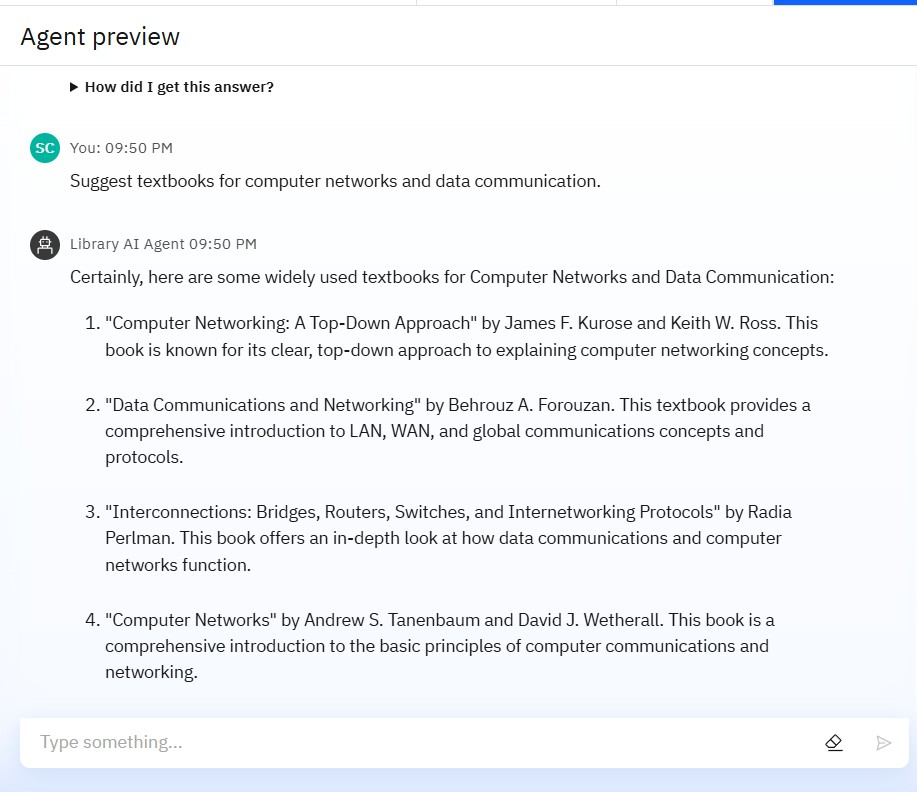 Agent preview
▶ How did I get this answer?
SC You: 09:50 PM
Suggest textbooks for computer networks and data communication.
Library AI Agent 09:50 PM
Certainly, here are some widely used textbooks for Computer Networks and Data Communication:
1. "Computer Networking: A Top-Down Approach" by James F. Kurose and Keith W. Ross. This
book is known for its clear, top-down approach to explaining computer networking concepts.
2. "Data Communications and Networking" by Behrouz A. Forouzan. This textbook provides a
comprehensive introduction to LAN, WAN, and global communications concepts and
protocols.
3. "Interconnections: Bridges, Routers, Switches, and Internetworking Protocols" by Radia
Perlman. This book offers an in-depth look at how data communications and computer
networks function.
4. "Computer Networks" by Andrew S. Tanenbaum and David J. Wetherall. This book is a
comprehensive introduction to the basic principles of computer communications and
networking.
Type something...